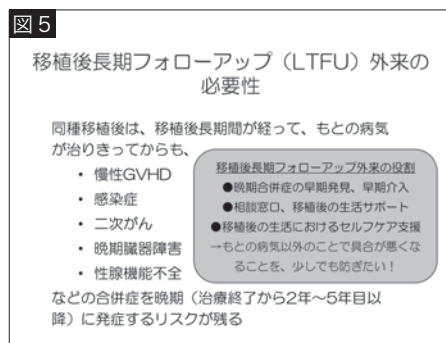 図5
移植後長期フォローアップ（LTFU）外来の
必要性
同種移植後は、移植後長期間が経って、もとの病気
が治りきってからも、
・ 慢性GVHD
・ 感染症
・ 二次がん
・ 晩期臓器障害
・ 性腺機能不全
移植後長期フォローアップ外来の役割
●晩期合併症の早期発見、早期介入
●相談窓口、移植後の生活サポート
●移植後の生活におけるセルフケア支援
→もとの病気以外のことで具合が悪くな
ることを、少しでも防ぎたい！
などの合併症を晩期（治療終了から2年～5年目以
降）に発症するリスクが残る